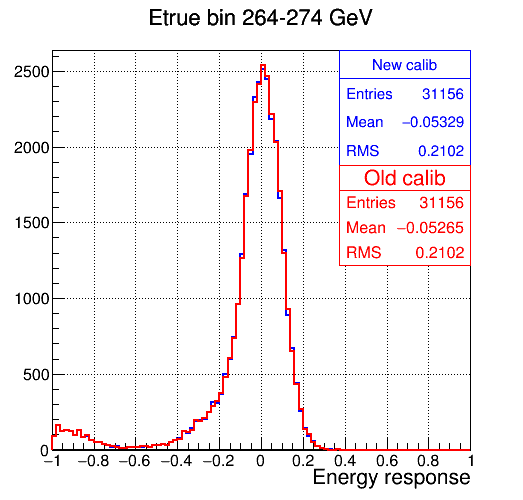 Etrue bin 264-274 GeV
New calib
Entries 31156
Mean −0.05329
RMS 0.2102
Old calib
Entries 31156
Mean −0.05265
RMS 0.2102
2500
2000
1500
1000
500
0
−1 −0.8 −0.6 −0.4 −0.2 0 0.2 0.4 0.6 0.8 1
Energy response